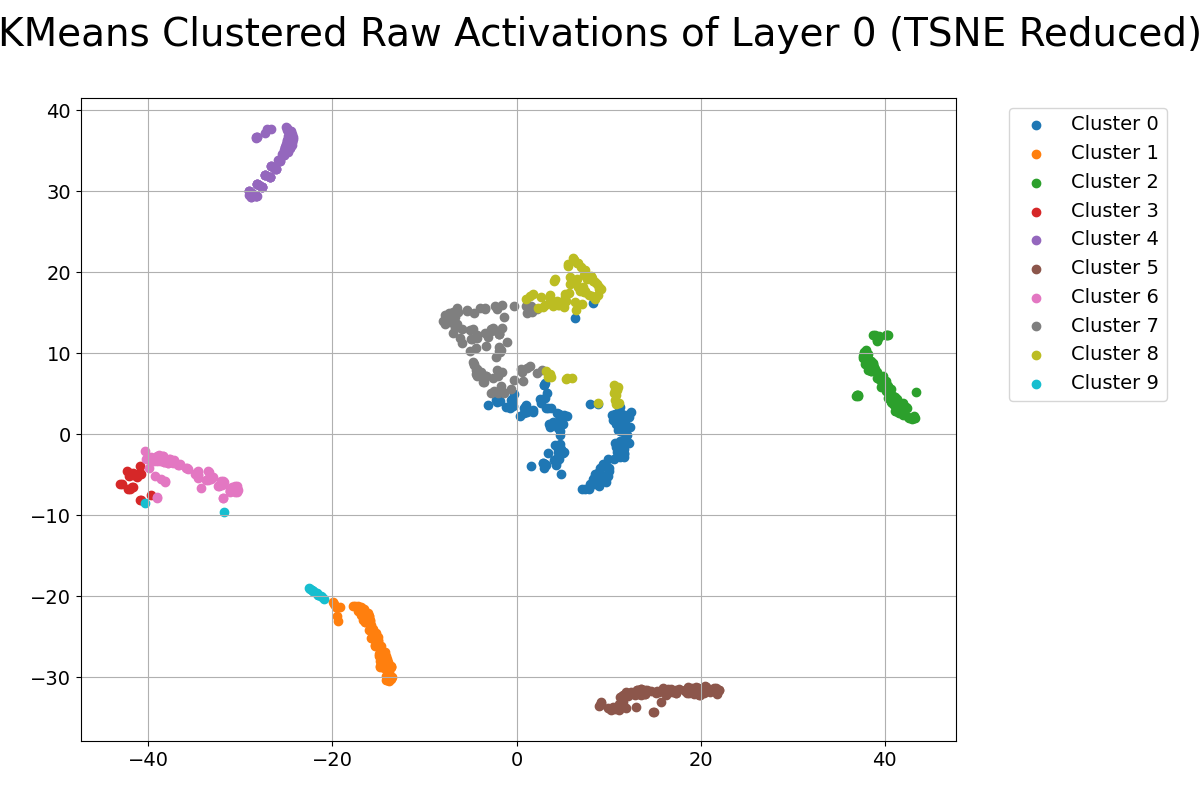 KMeans Clustered Raw Activations of Layer 0 (TSNE Reduced)
40
30
20
10
0
−10
−20
−30
−40
−20
0
20
40
Cluster 0
Cluster 1
Cluster 2
Cluster 3
Cluster 4
Cluster 5
Cluster 6
Cluster 7
Cluster 8
Cluster 9